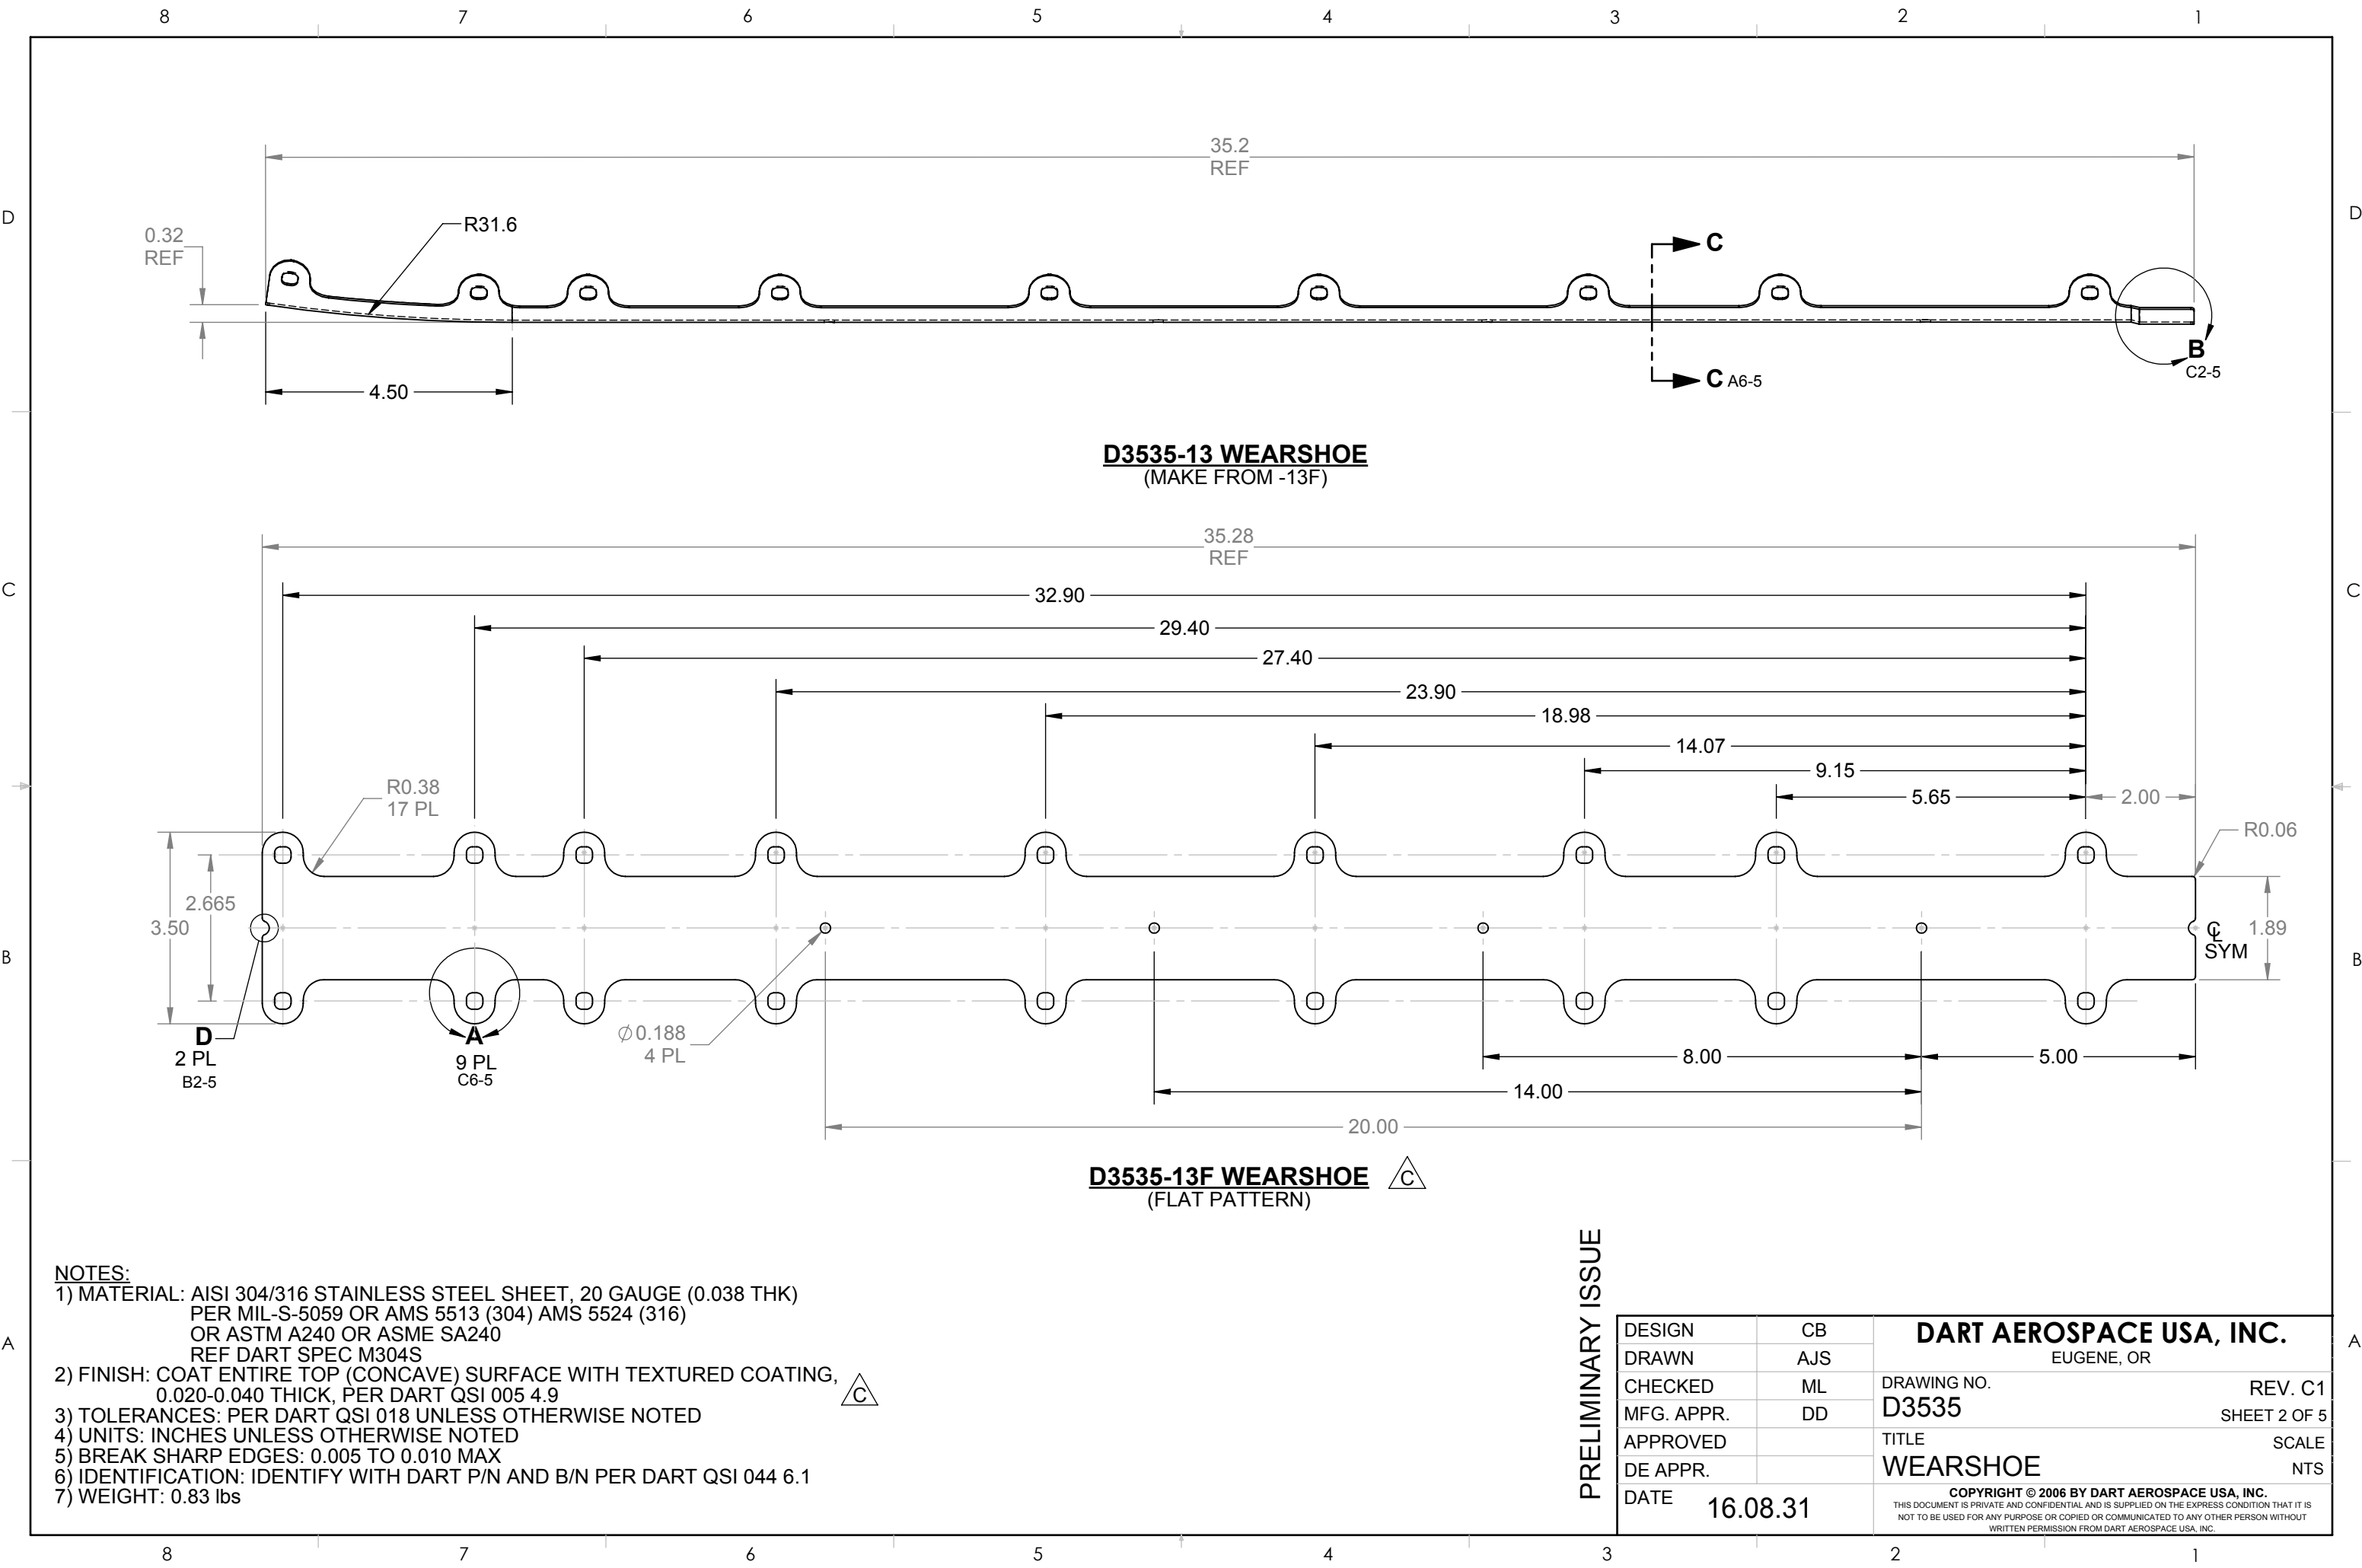 8 7 6 5 4 3 2 1
35.2
REF
D
D
R31.6
0.32
REF
C
4.50
C A6-5
B
C2-5
D3535-13 WEARSHOE
(MAKE FROM -13F)
35.28
REF
C
C
32.90
29.40
27.40
23.90
18.98
14.07
9.15
5.65
2.00
R0.38
17 PL
R0.06
2.665
3.50
1.89
℄
SYM
B
B
D
2 PL
B2-5
A
9 PL
C6-5
Ø0.188
4 PL
8.00
5.00
14.00
20.00
D3535-13F WEARSHOE C
(FLAT PATTERN)
NOTES:
1) MATERIAL: AISI 304/316 STAINLESS STEEL SHEET, 20 GAUGE (0.038 THK)
PER MIL-S-5059 OR AMS 5513 (304) AMS 5524 (316)
OR ASTM A240 OR ASME SA240
REF DART SPEC M304S
2) FINISH: COAT ENTIRE TOP (CONCAVE) SURFACE WITH TEXTURED COATING,
0.020-0.040 THICK, PER DART QSI 005 4.9
C
3) TOLERANCES: PER DART QSI 018 UNLESS OTHERWISE NOTED
4) UNITS: INCHES UNLESS OTHERWISE NOTED
5) BREAK SHARP EDGES: 0.005 TO 0.010 MAX
6) IDENTIFICATION: IDENTIFY WITH DART P/N AND B/N PER DART QSI 044 6.1
7) WEIGHT: 0.83 lbs
A
A
PRELIMINARY ISSUE
DESIGN CB
DRAWN AJS
CHECKED ML
MFG. APPR. DD
APPROVED
DE APPR.
DATE 16.08.31
DART AEROSPACE USA, INC.
EUGENE, OR
DRAWING NO. REV. C1
D3535 SHEET 2 OF 5
TITLE SCALE
WEARSHOE NTS
COPYRIGHT © 2006 BY DART AEROSPACE USA, INC.
THIS DOCUMENT IS PRIVATE AND CONFIDENTIAL AND IS SUPPLIED ON THE EXPRESS CONDITION THAT IT IS
NOT TO BE USED FOR ANY PURPOSE OR COPIED OR COMMUNICATED TO ANY OTHER PERSON WITHOUT
WRITTEN PERMISSION FROM DART AEROSPACE USA, INC.
8 7 6 5 4 3 2 1